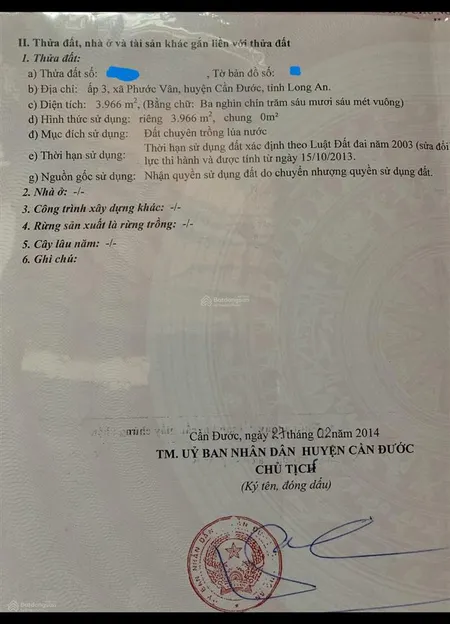 II. Thửa đất, nhà ở và tài sản khác gắn liền với thửa đất
1. Thửa đất:
a) Thửa đất số: , Tờ bản đồ số:
b) Địa chỉ: ấp 3, xã Phước Vân, huyện Cần Đước, tỉnh Long An.
c) Diện tích: 3.966 m², (Bằng chữ: Ba nghìn chín trăm sáu mươi sáu mét vuông)
d) Hình thức sử dụng: riêng 3.966 m², chung 0m²
đ) Mục đích sử dụng: Đất chuyên trồng lúa nước
e) Thời hạn sử dụng: Thời hạn sử dụng đất xác định theo Luật Đất đai năm 2003 (sửa đổi
lực thi hành và được tính từ ngày 15/10/2013.
g) Nguồn gốc sử dụng: Nhận quyền sử dụng đất do chuyển nhượng quyền sử dụng đất.
2. Nhà ở: -/-
3. Công trình xây dựng khác: -/-
4. Rừng sản xuất là rừng trồng: -/-
5. Cây lâu năm: -/-
6. Ghi chú:
Cần Đước, ngày tháng 02 năm 2014
TM. UỶ BAN NHÂN DÂN HUYỆN CẦN ĐƯỚC
CHỦ TỊCH
(Ký tên, đóng dấu)